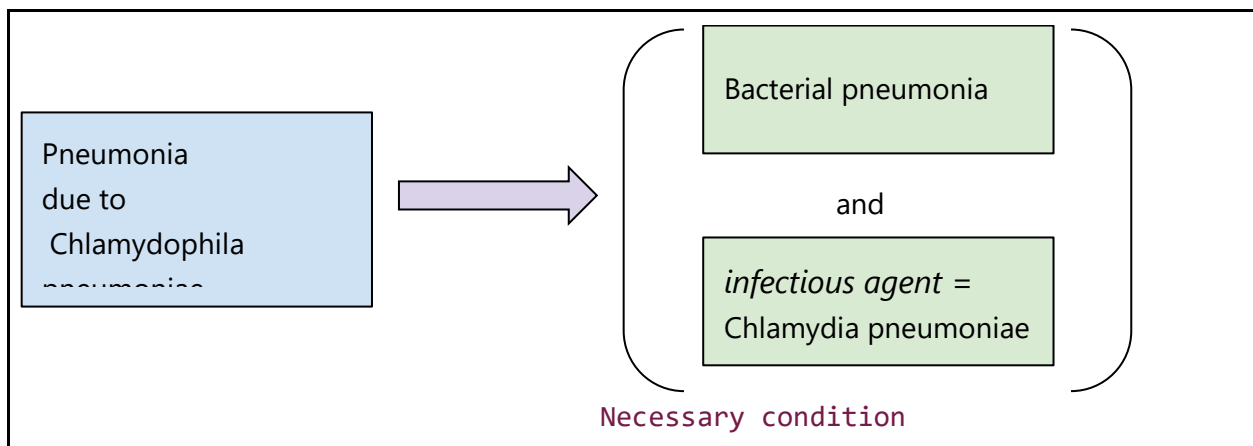 Pneumonia
due to
Chlamydophila
Bacterial pneumonia
and
infectious agent =
Chlamydia pneumoniae
Necessary condition